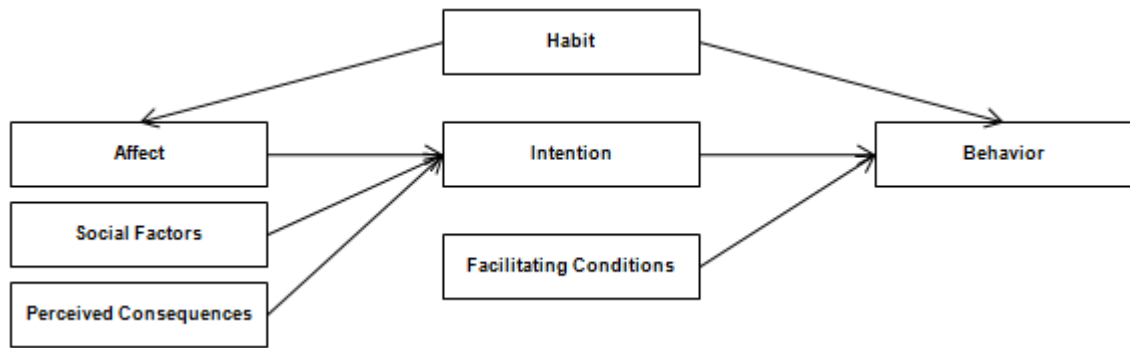 Habit
Affect
Intention
Behavior
Social Factors
Facilitating Conditions
Perceived Consequences